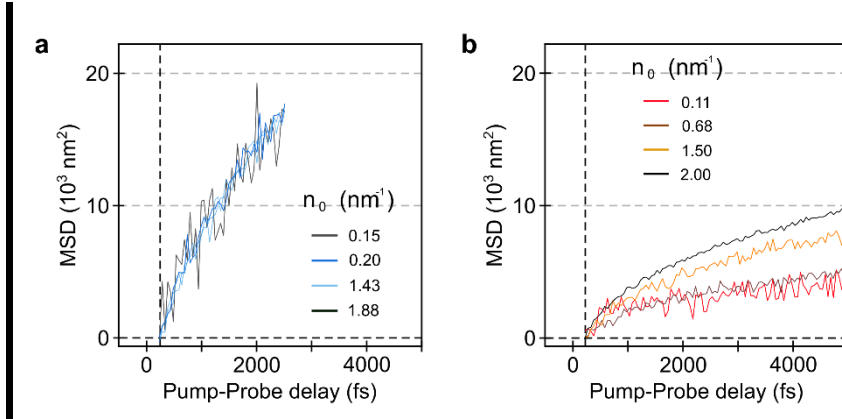 a
20
10
0
MSD (10³ nm²)
n₀ (nm⁻¹)
0.15
0.20
1.43
1.88
0 2000 4000
Pump-Probe delay (fs)
b
20
10
0
MSD (10³ nm²)
n₀ (nm⁻¹)
0.11
0.68
1.50
2.00
0 2000 4000
Pump-Probe delay (fs)